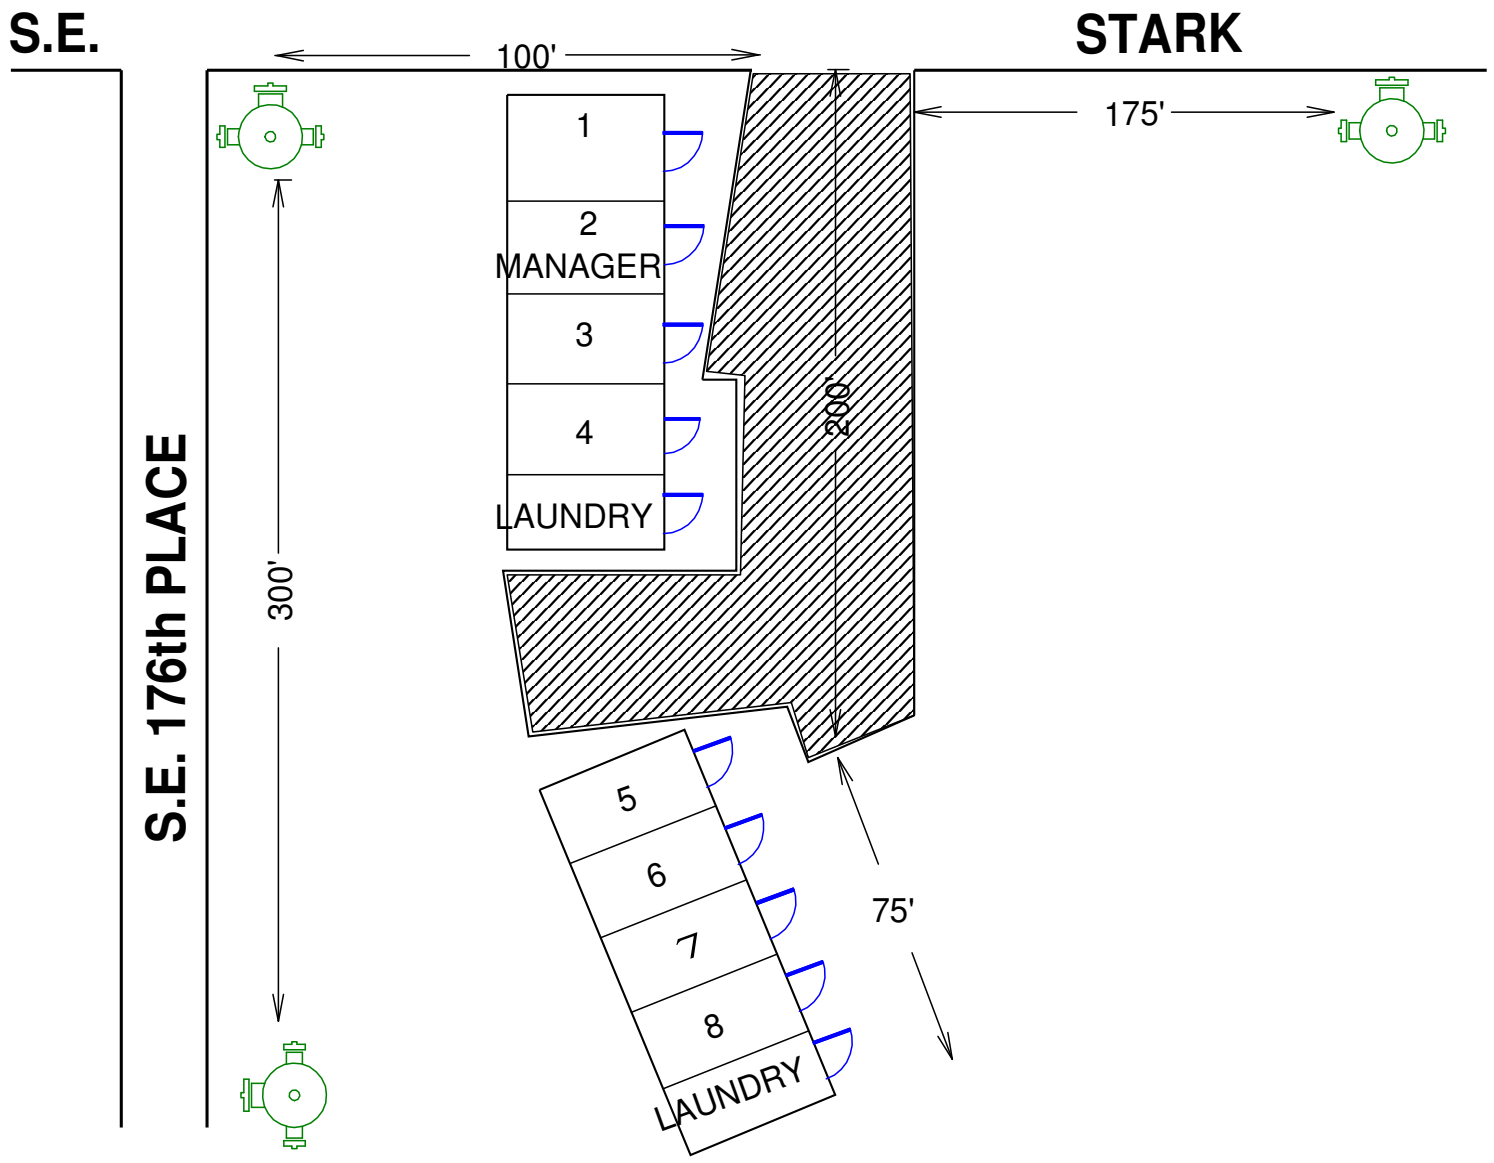 S.E.
STARK
100'
175'
1
2
MANAGER
3
4
LAUNDRY
200'
S.E. 176th PLACE
300'
5
6
7
8
LAUNDRY
75'